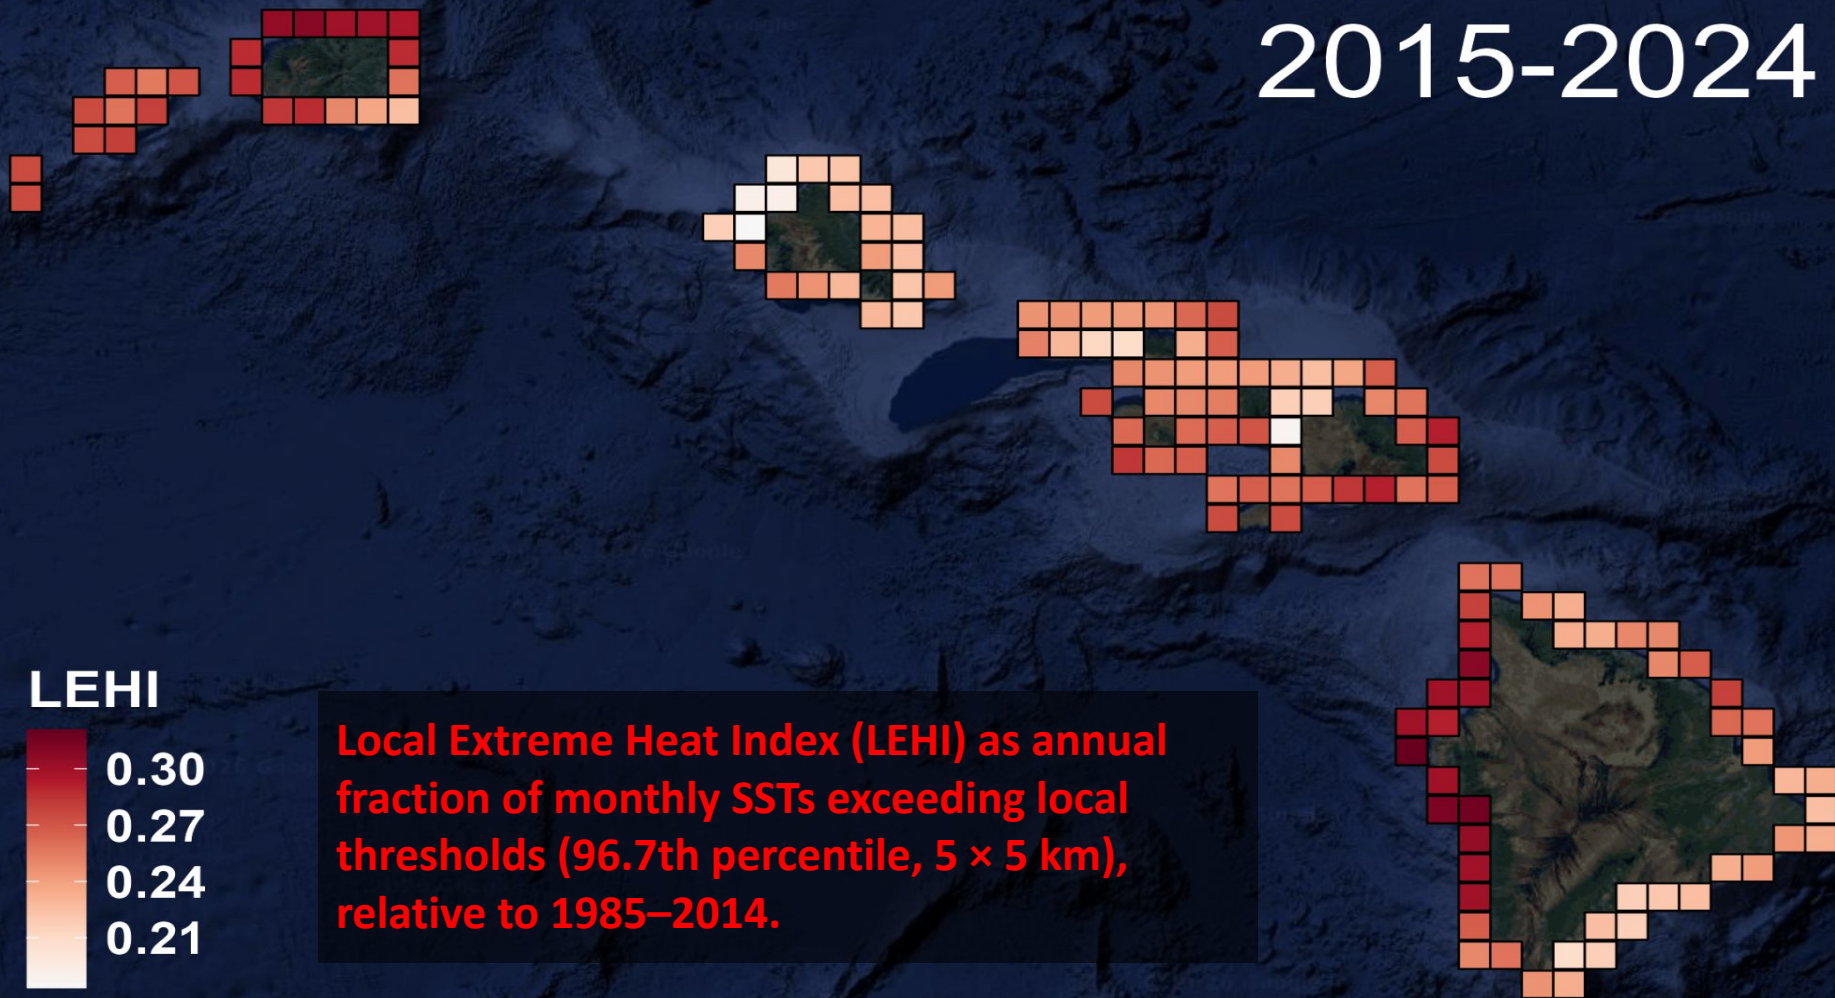 2015-2024
LEHI
0.30
0.27
0.24
0.21
Local Extreme Heat Index (LEHI) as annual
fraction of monthly SSTs exceeding local
thresholds (96.7th percentile, 5 × 5 km),
relative to 1985–2014.